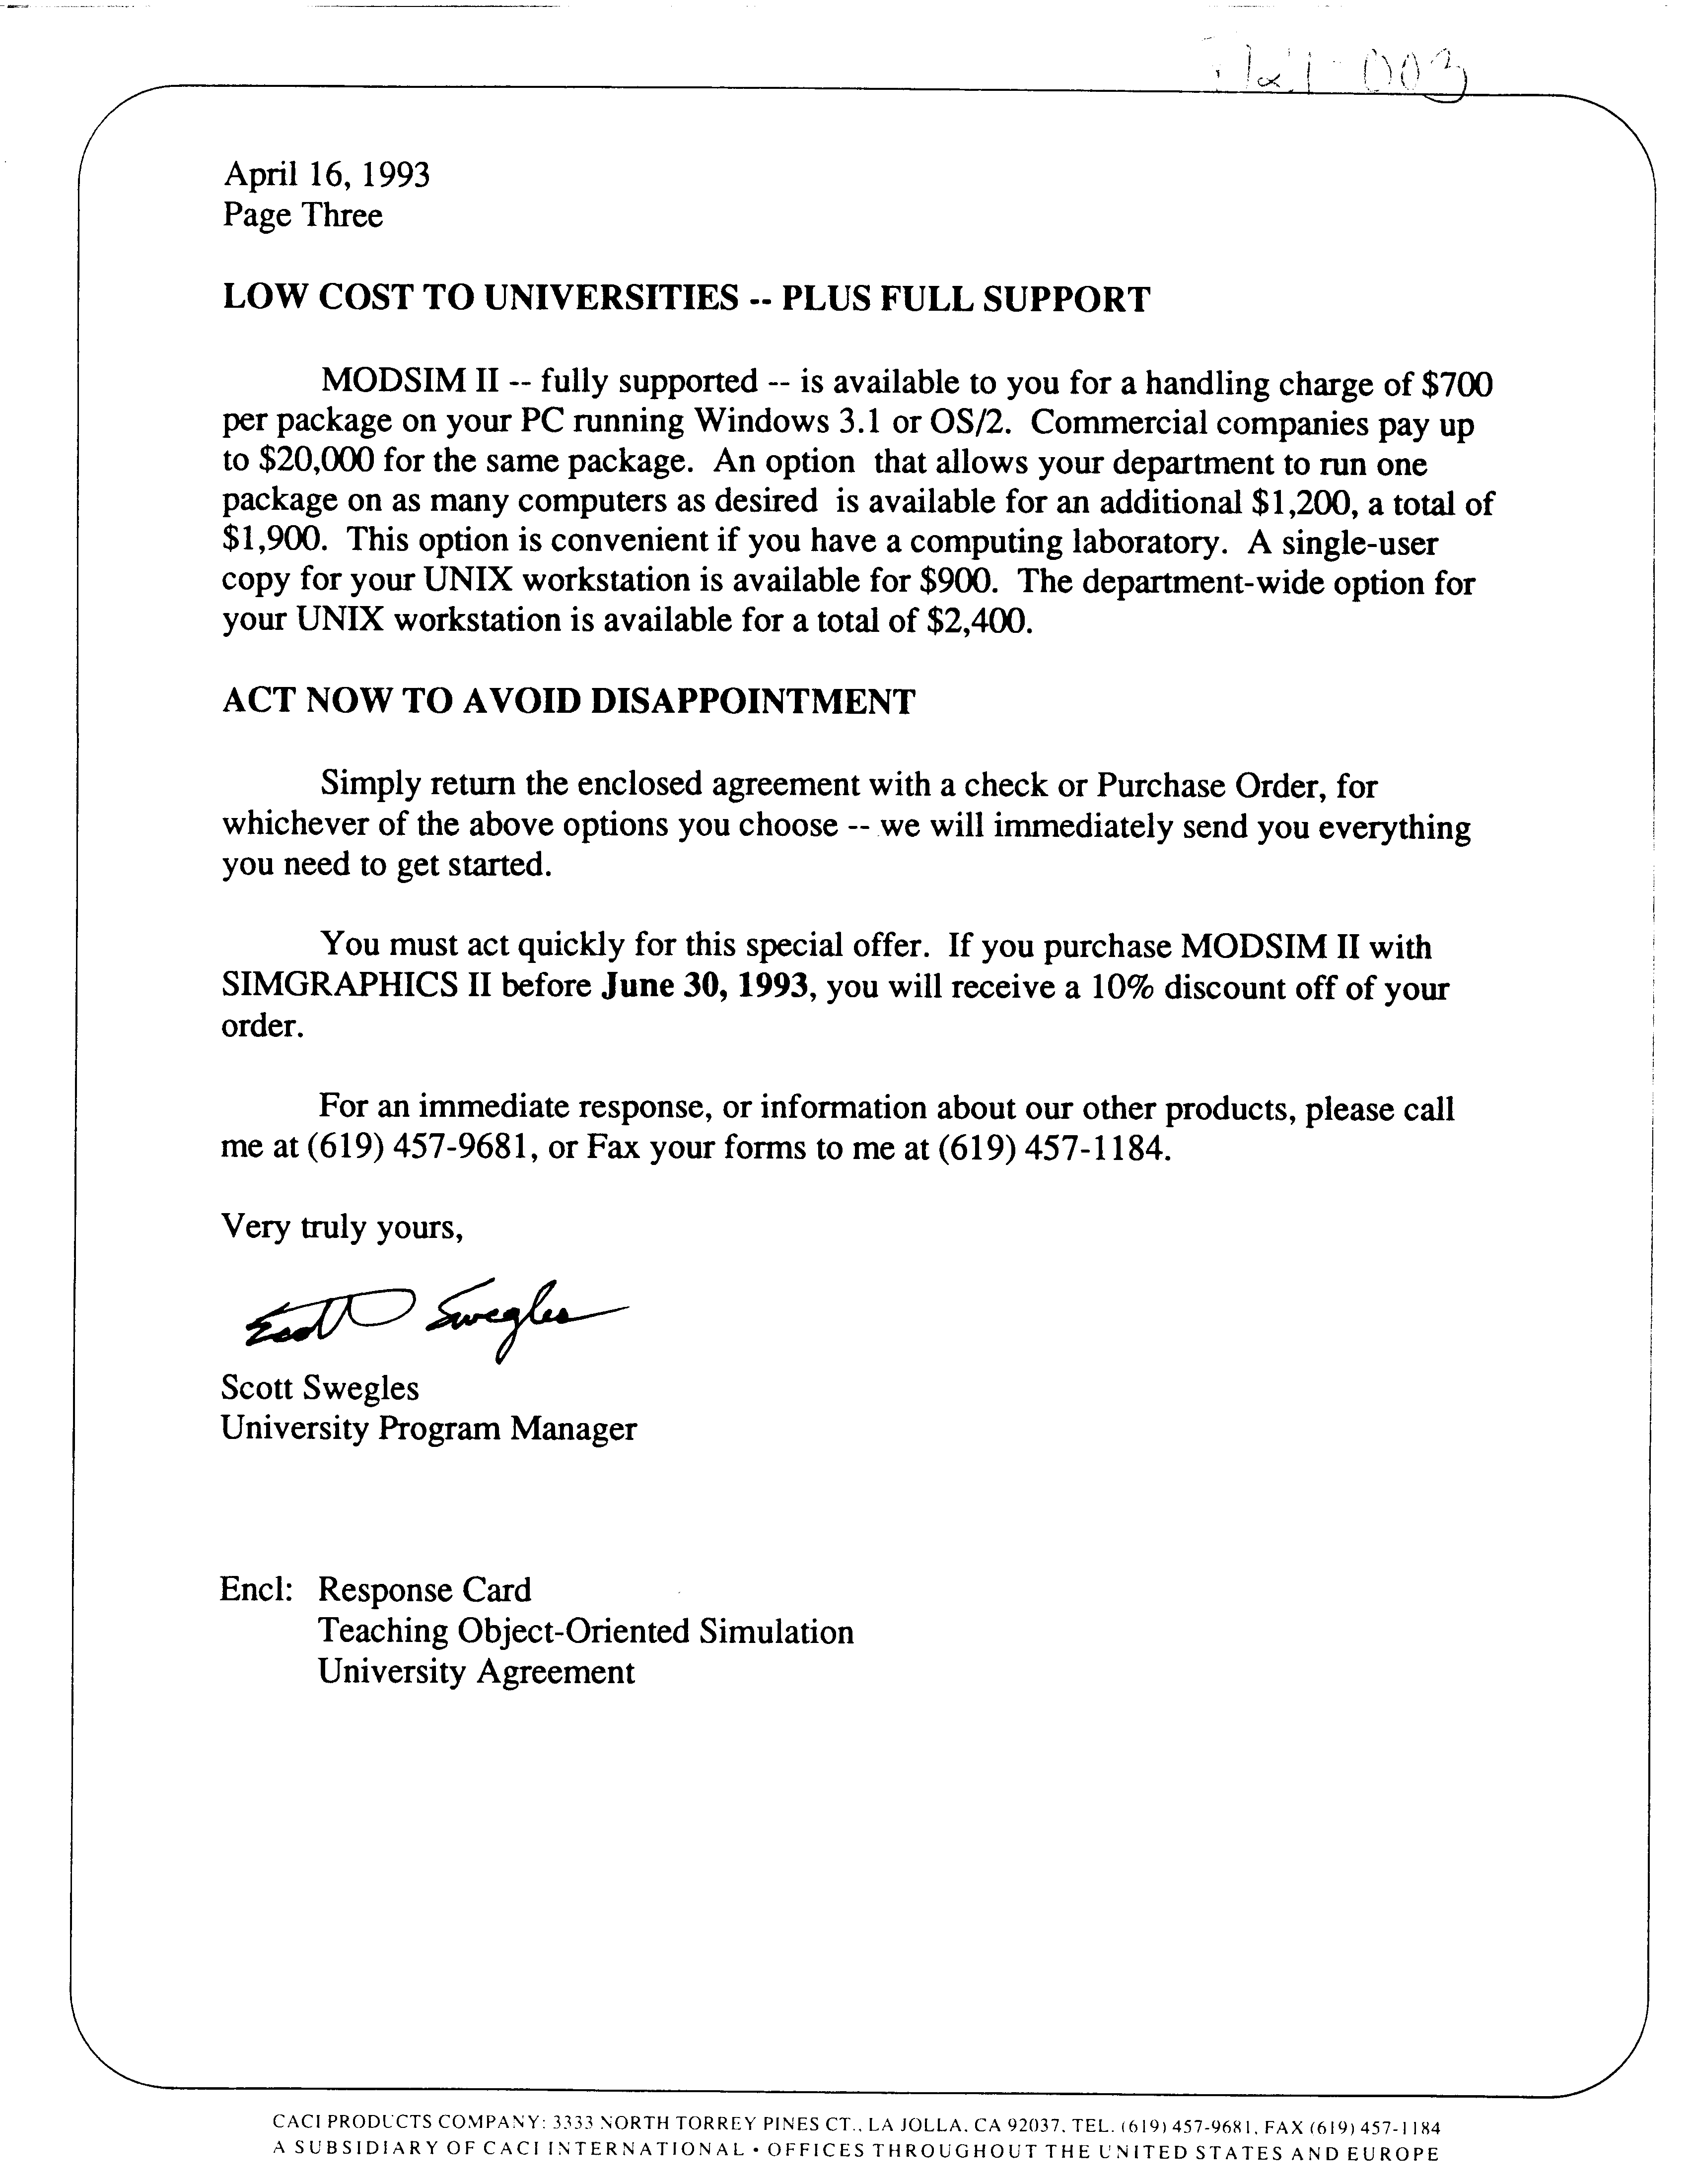 April 16, 1993
Page Three
LOW COST TO UNIVERSITIES -- PLUS FULL SUPPORT
MODSIM II -- fully supported -- is available to you for a handling charge of $700
per package on your PC running Windows 3.1 or OS/2. Commercial companies pay up
to $20,000 for the same package. An option that allows your department to run one
package on as many computers as desired is available for an additional $1,200, a total of
$1,900. This option is convenient if you have a computing laboratory. A single-user
copy for your UNIX workstation is available for $900. The department-wide option for
your UNIX workstation is available for a total of $2,400.
ACT NOW TO AVOID DISAPPOINTMENT
Simply return the enclosed agreement with a check or Purchase Order, for
whichever of the above options you choose -- we will immediately send you everything
you need to get started.
You must act quickly for this special offer. If you purchase MODSIM II with
SIMGRAPHICS II before June 30, 1993, you will receive a 10% discount off of your
order.
For an immediate response, or information about our other products, please call
me at (619) 457-9681, or Fax your forms to me at (619) 457-1184.
Very truly yours,
Scott Swegles
Scott Swegles
University Program Manager
Encl: Response Card
Teaching Object-Oriented Simulation
University Agreement
CACI PRODUCTS COMPANY: 3333 NORTH TORREY PINES CT., LA JOLLA, CA 92037, TEL. (619) 457-9681, FAX (619) 457-1184
A SUBSIDIARY OF CACI INTERNATIONAL • OFFICES THROUGHOUT THE UNITED STATES AND EUROPE